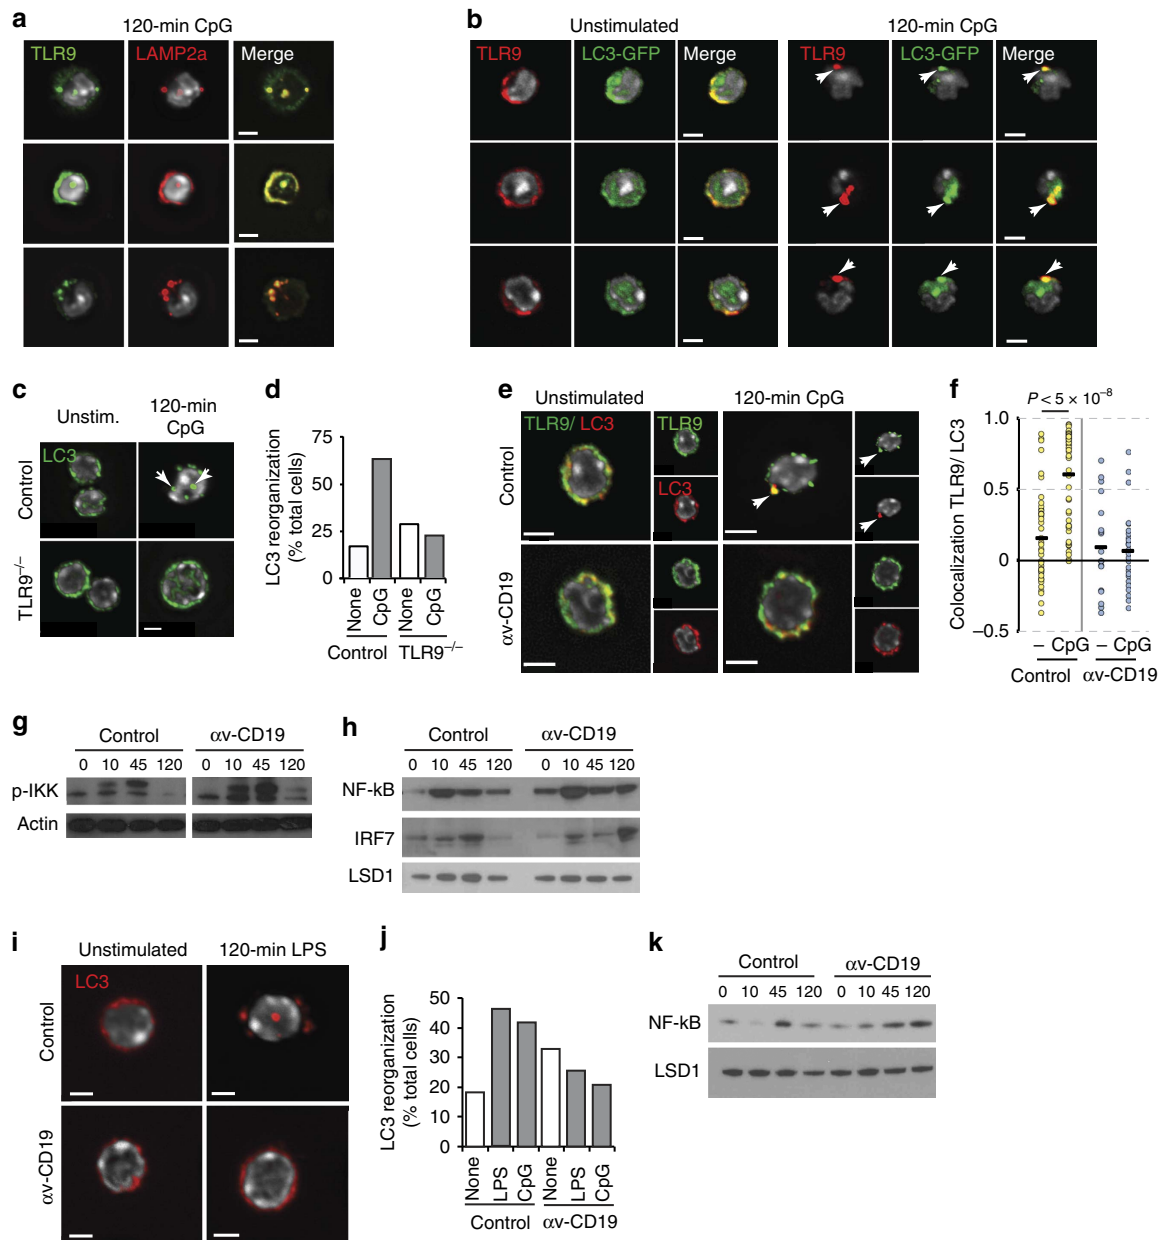 a
120-min CpG
TLR9 LAMP2a Merge
b
Unstimulated 120-min CpG
TLR9 LC3-GFP Merge TLR9 LC3-GFP Merge
c
Unstim. 120-min CpG
LC3
Control
TLR9⁻/⁻
d
LC3 reorganization (% total cells)
75
50
25
0
None CpG None CpG
Control TLR9⁻/⁻
e
Unstimulated 120-min CpG
TLR9/ LC3 TLR9
LC3
Control
αv-CD19
f
P < 5 × 10⁻⁸
Colocalization TLR9/ LC3
1.0
0.5
0
−0.5
– CpG – CpG
Control αv-CD19
g
Control αv-CD19
0 10 45 120 0 10 45 120
p-IKK
Actin
h
Control αv-CD19
0 10 45 120 0 10 45 120
NF-kB
IRF7
LSD1
i
Unstimulated 120-min LPS
LC3
Control
αv-CD19
j
LC3 reorganization (% total cells)
50
40
30
20
10
0
None LPS CpG None LPS CpG
Control αv-CD19
k
Control αv-CD19
0 10 45 120 0 10 45 120
NF-kB
LSD1